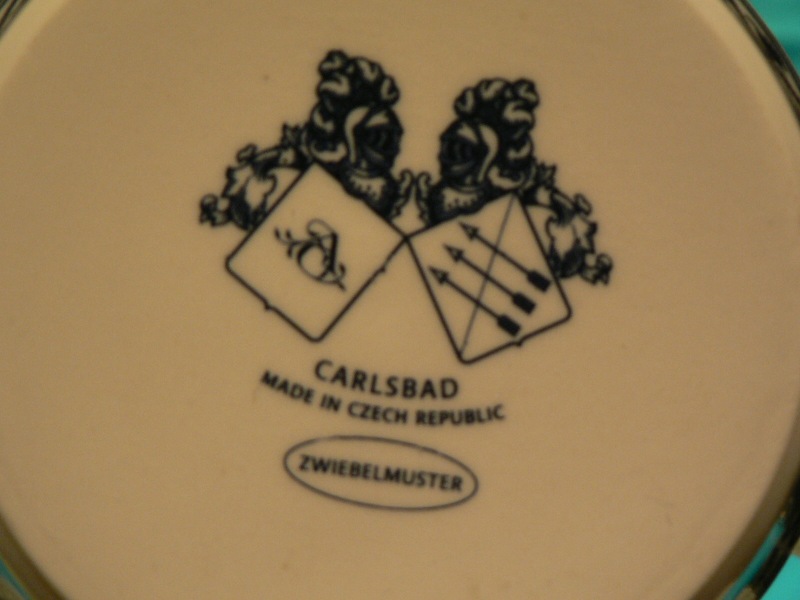 CARLSBAD
MADE IN CZECH REPUBLIC
ZWIEBELMUSTER